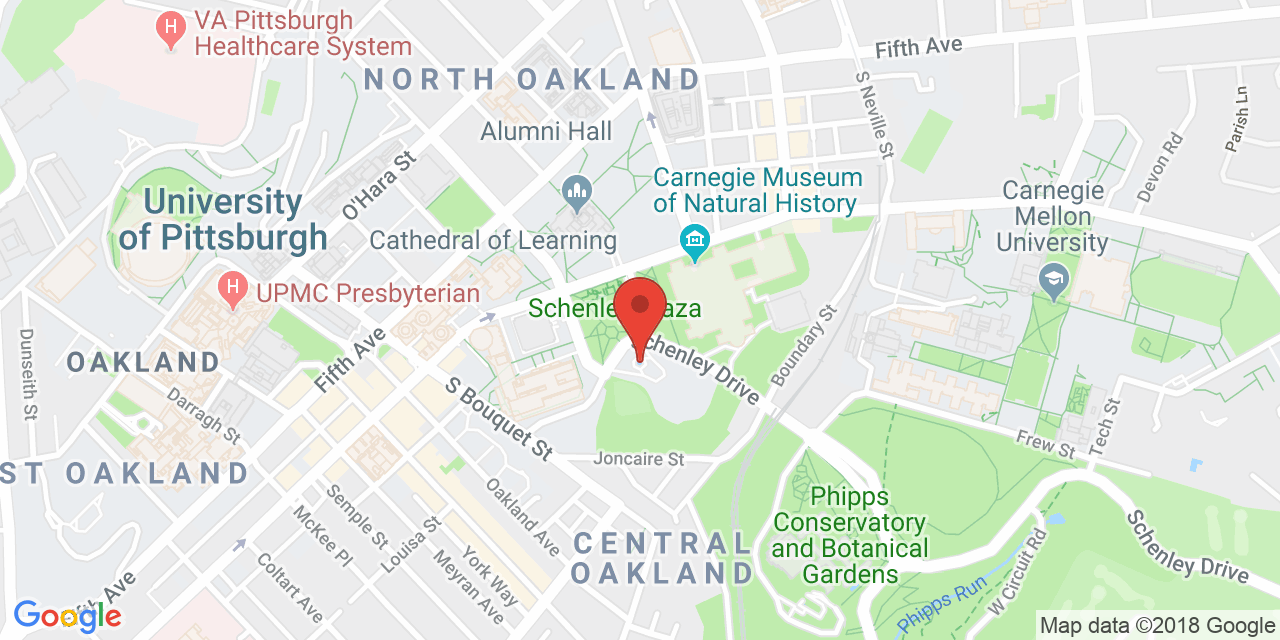 VA Pittsburgh
Healthcare System
H
NORTH OAKLAND
Fifth Ave
S Neville St
Parish Ln
Devon Rd
Alumni Hall
O'Hara St
Carnegie Museum
of Natural History
Carnegie
Mellon
University
University
of Pittsburgh
Cathedral of Learning
H
UPMC Presbyterian
Schenley
aza
Dunseith St
OAKLAND
Fifth Ave
Schenley Drive
Boundary St
Darragh St
S Bouquet St
Tech St
Frew St
ST OAKLAND
Joncaire St
Semple St
Oakland Ave
McKee Pl
Louisa St
Phipps
Conservatory
and Botanical
Gardens
CENTRAL
OAKLAND
Schenley Drive
Coltart Ave
Meyran Ave
York Way
W Circuit Rd
Phipps Run
Fifth Ave
Google
Map data ©2018 Google